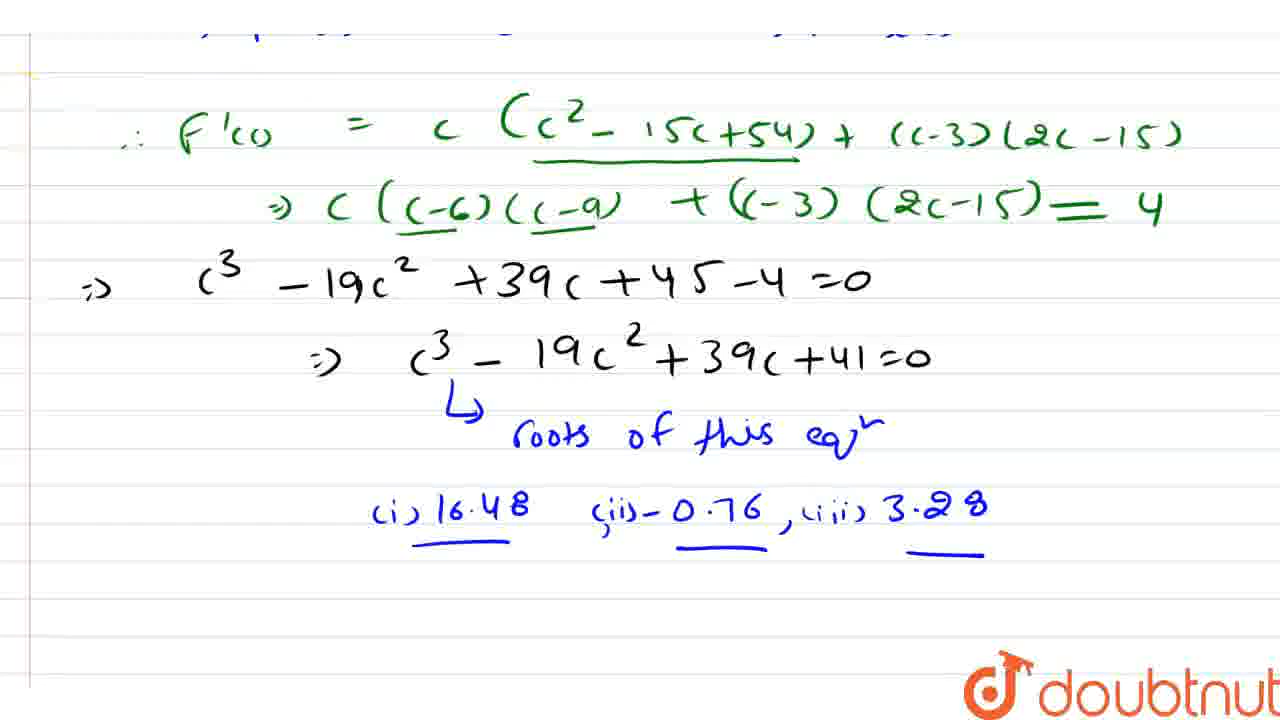 ∴ F'(c) = c (c² - 15c + 54) + (c-3)(2c-15)
⇒ c (c-6)(c-9) + (c-3) (2c-15) = 4
⇒ c³ - 19c² + 39c + 45 - 4 = 0
⇒ c³ - 19c² + 39c + 41 = 0
↳ roots of this eqn
(i) 16.48 (ii) - 0.76, (iii) 3.28
doubtnut